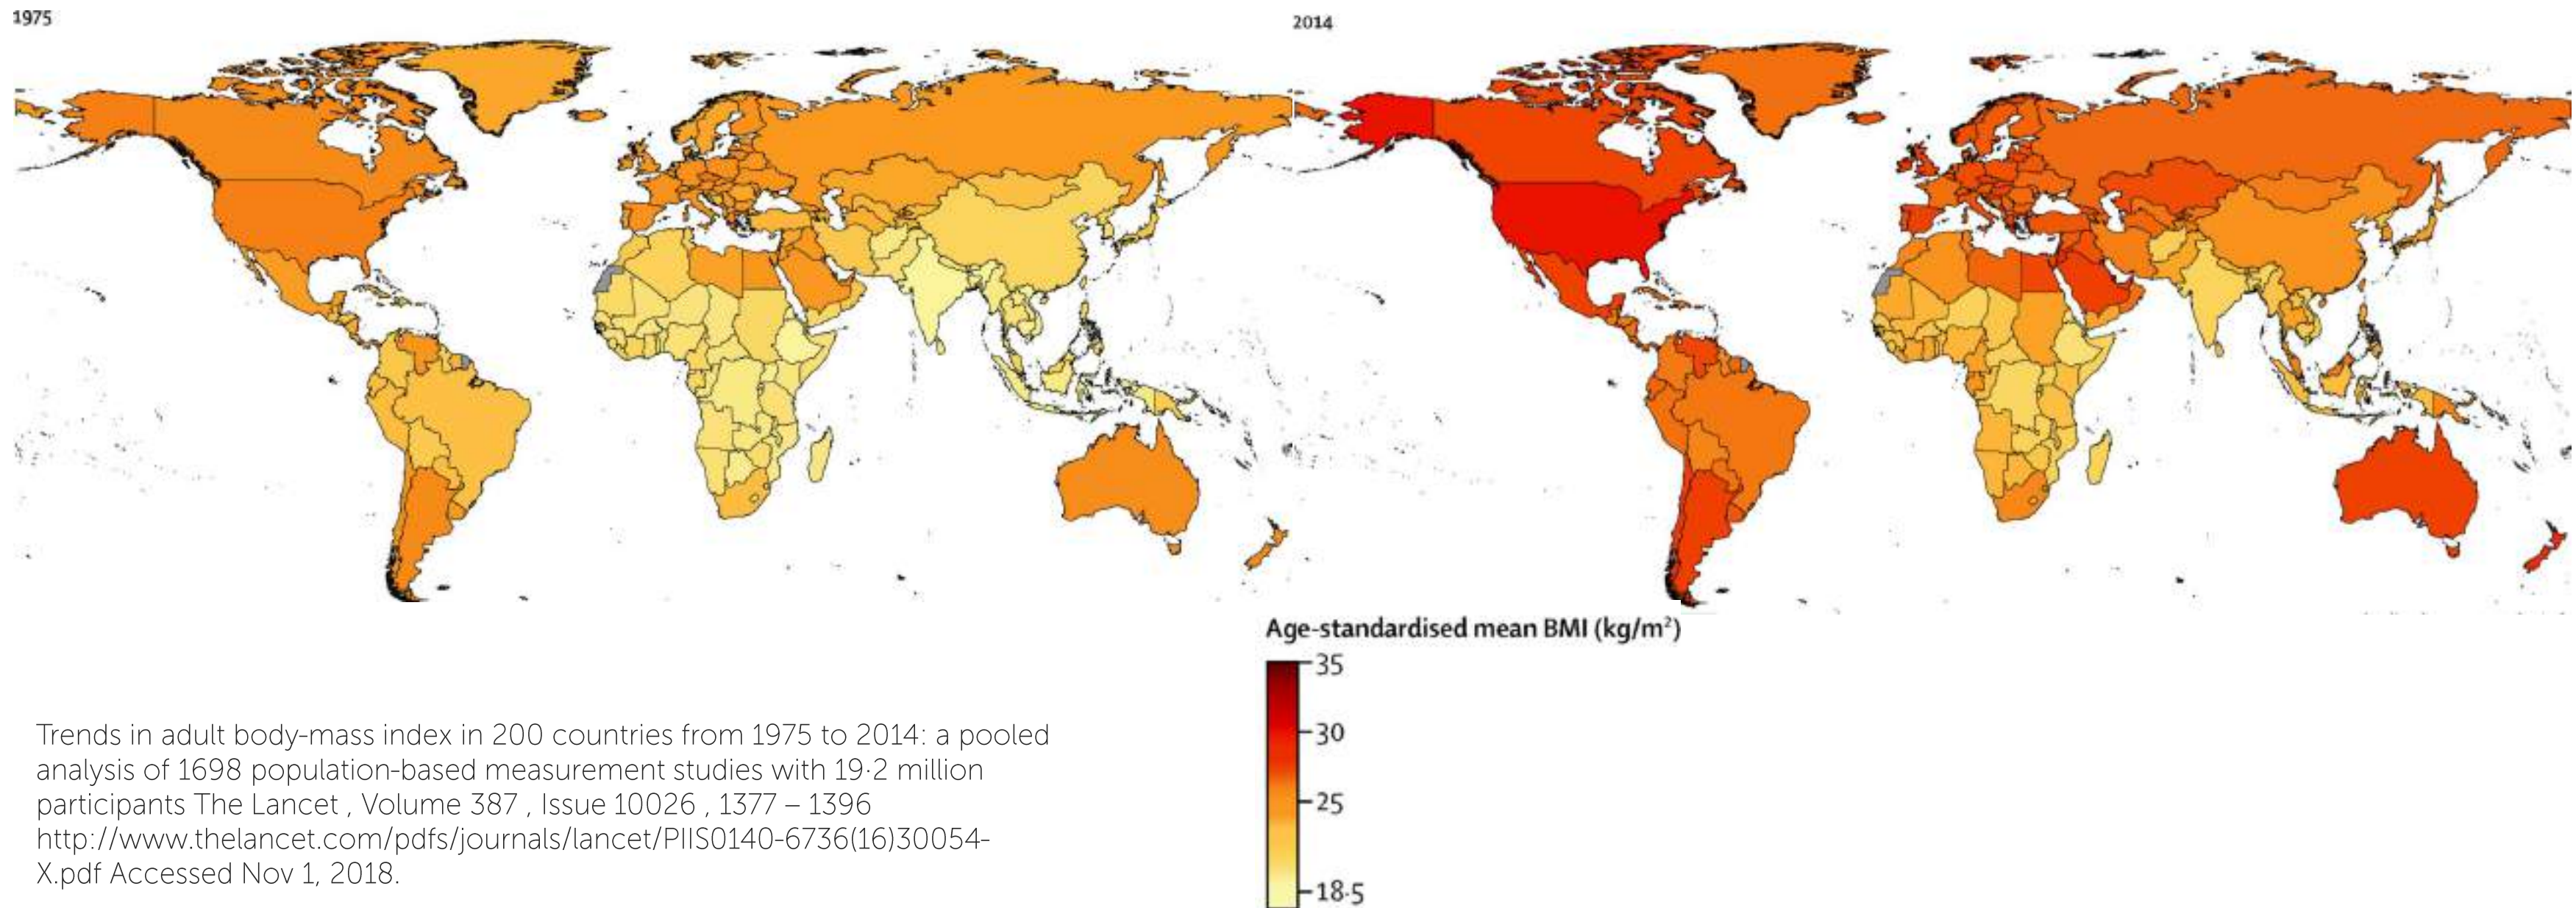 1975
2014
Age-standardised mean BMI (kg/m²)
35
30
25
18·5
Trends in adult body-mass index in 200 countries from 1975 to 2014: a pooled
analysis of 1698 population-based measurement studies with 19·2 million
participants The Lancet , Volume 387 , Issue 10026 , 1377 – 1396
http://www.thelancet.com/pdfs/journals/lancet/PIIS0140-6736(16)30054-
X.pdf Accessed Nov 1, 2018.